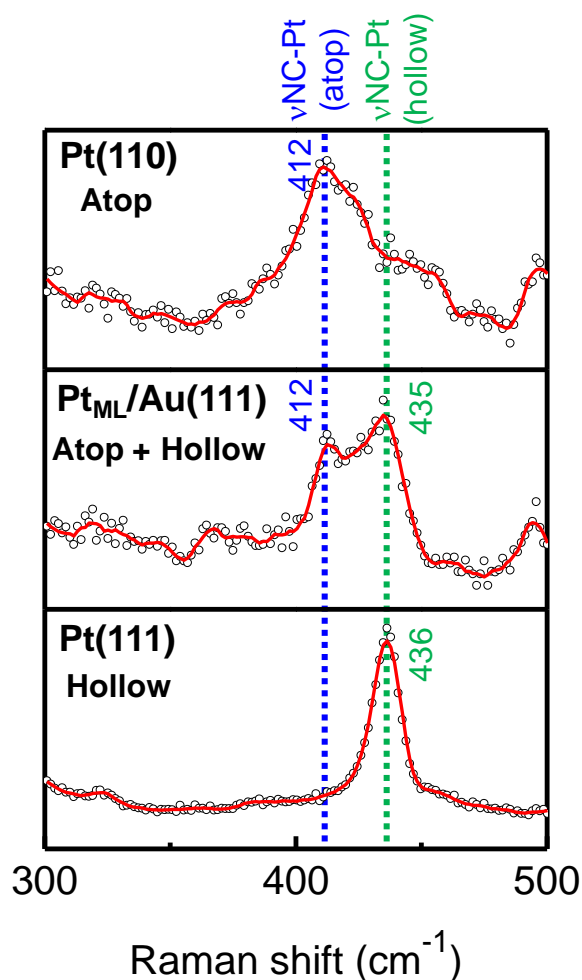 νNC-Pt
(atop)
νNC-Pt
(hollow)
Pt(110)
Atop
412
Pt_ML/Au(111)
Atop + Hollow
412
435
Pt(111)
Hollow
436
300
400
500
Raman shift (cm⁻¹)